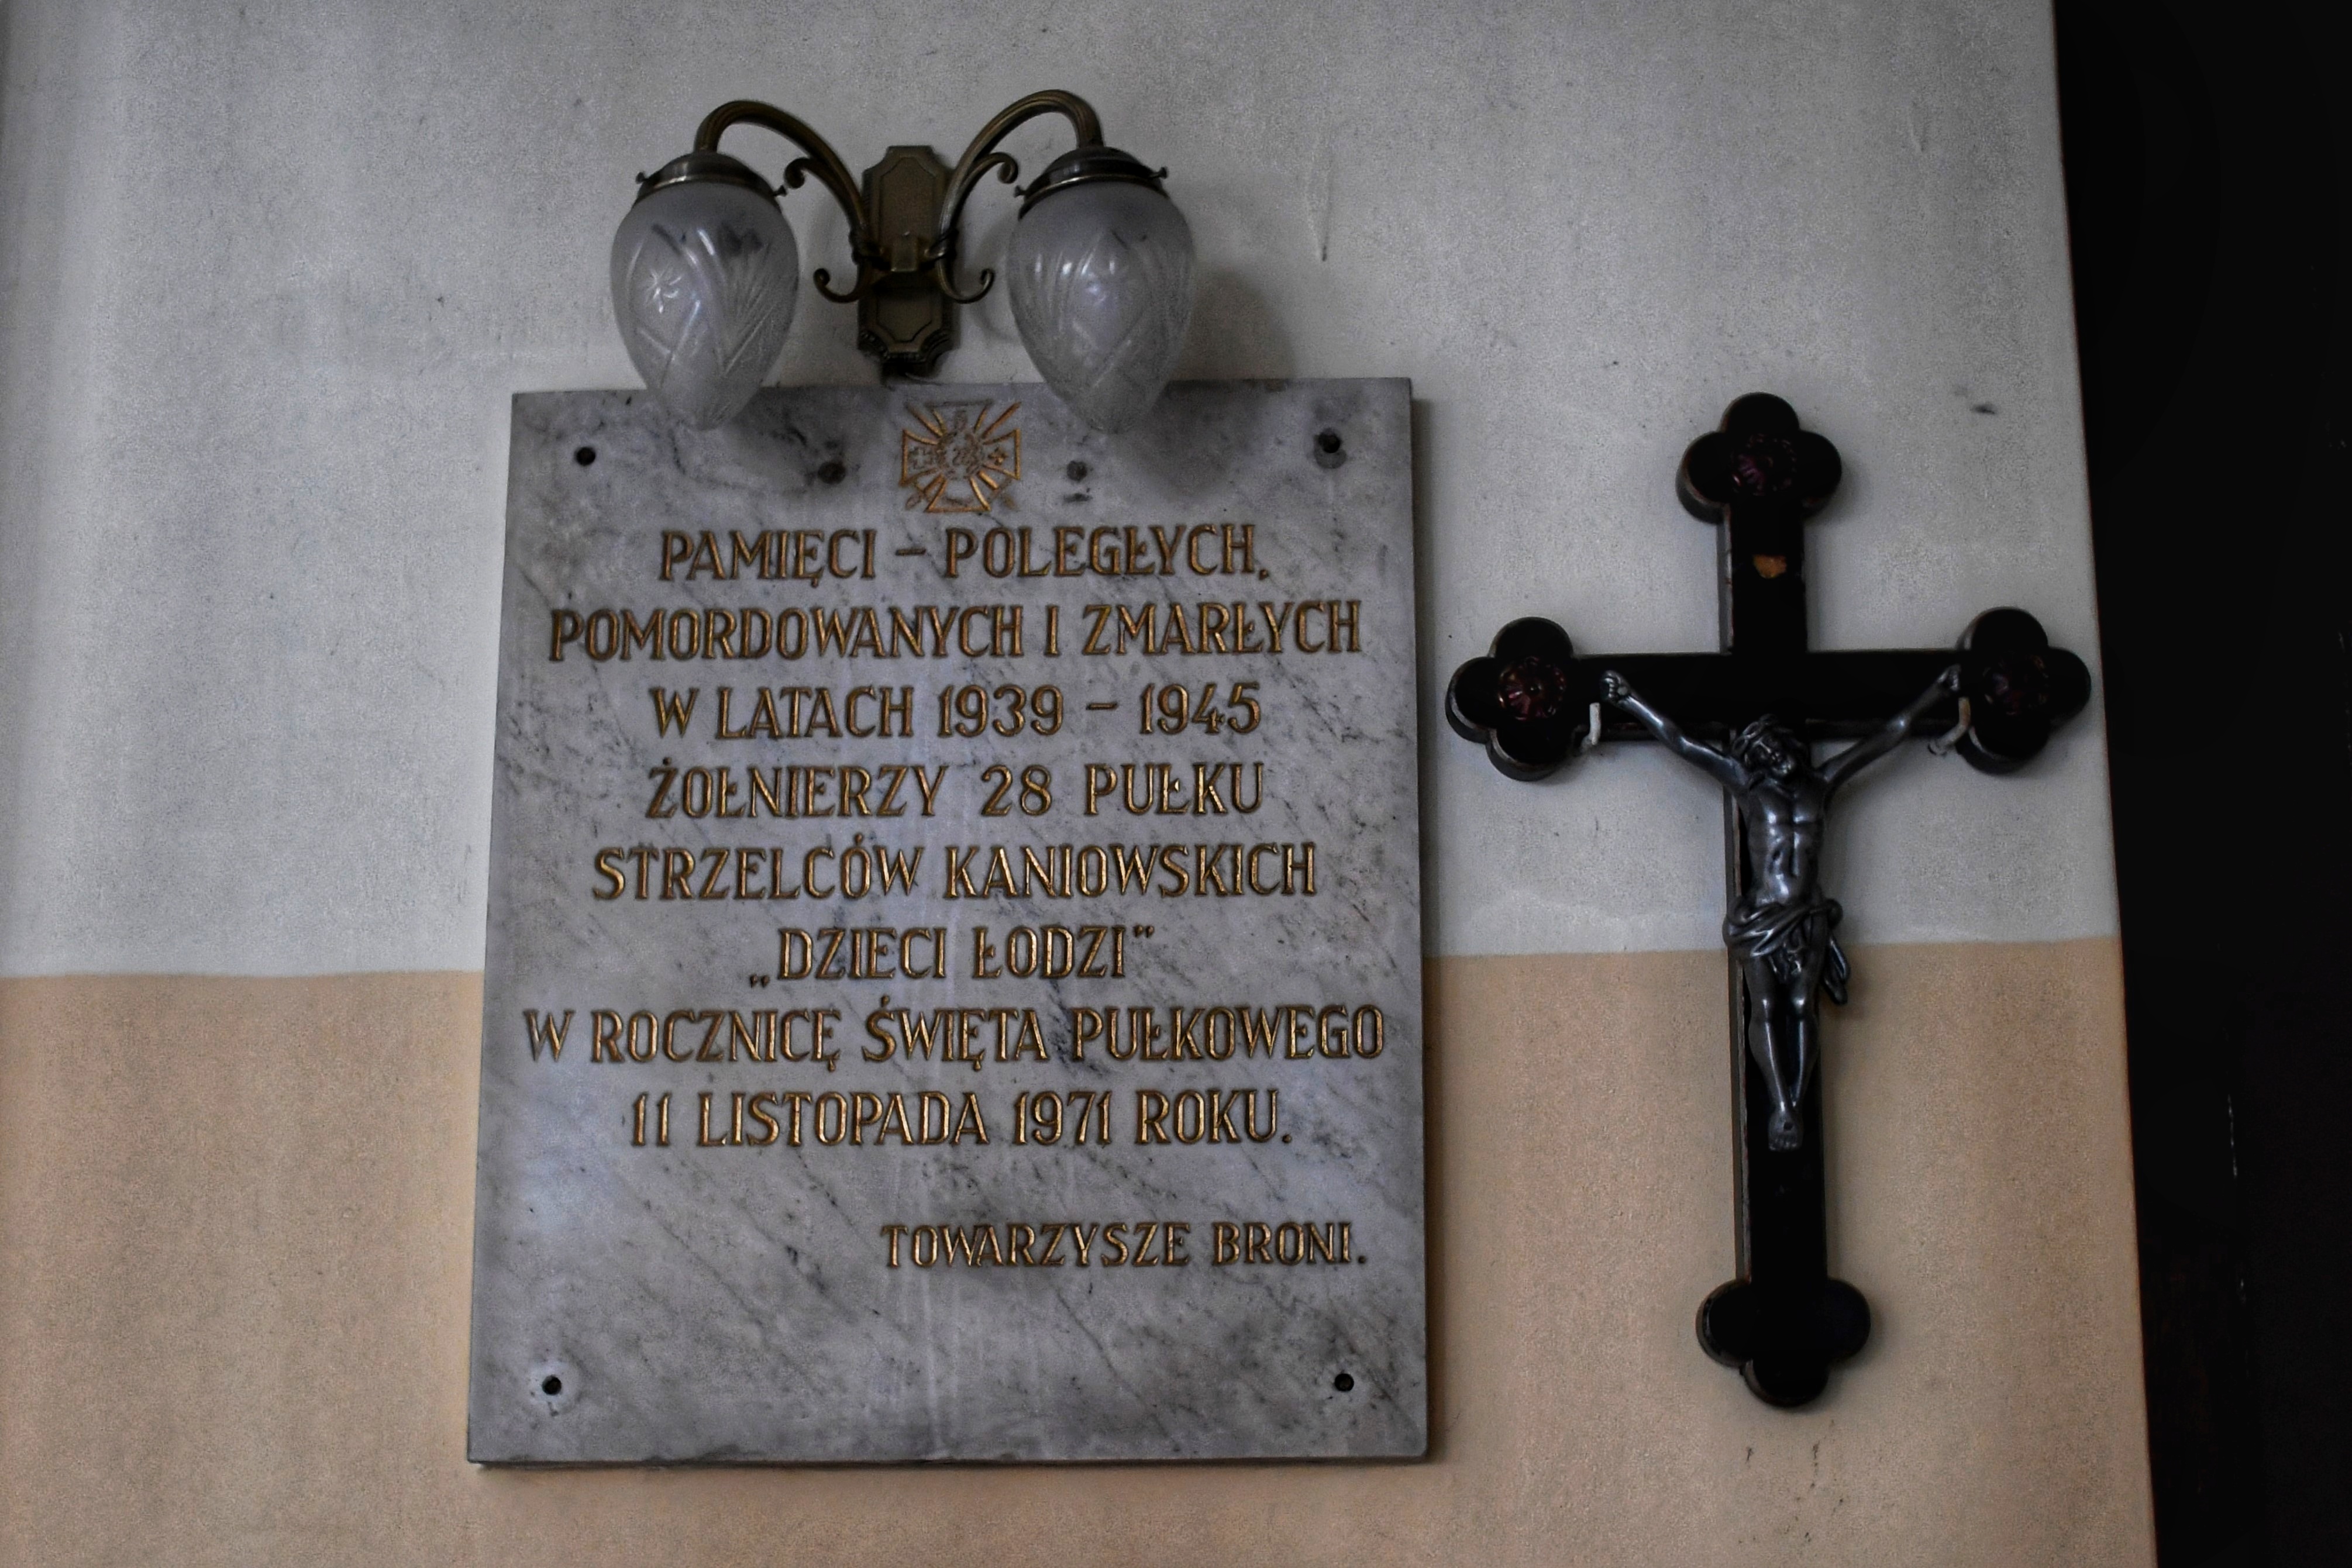 PAMIĘCI – POLEGŁYCH,
POMORDOWANYCH I ZMARŁYCH
W LATACH 1939 – 1945
ŻOŁNIERZY 28 PUŁKU
STRZELCÓW KANIOWSKICH
„DZIECI ŁODZI”
W ROCZNICĘ ŚWIĘTA PUŁKOWEGO
11 LISTOPADA 1971 ROKU.
TOWARZYSZE BRONI.